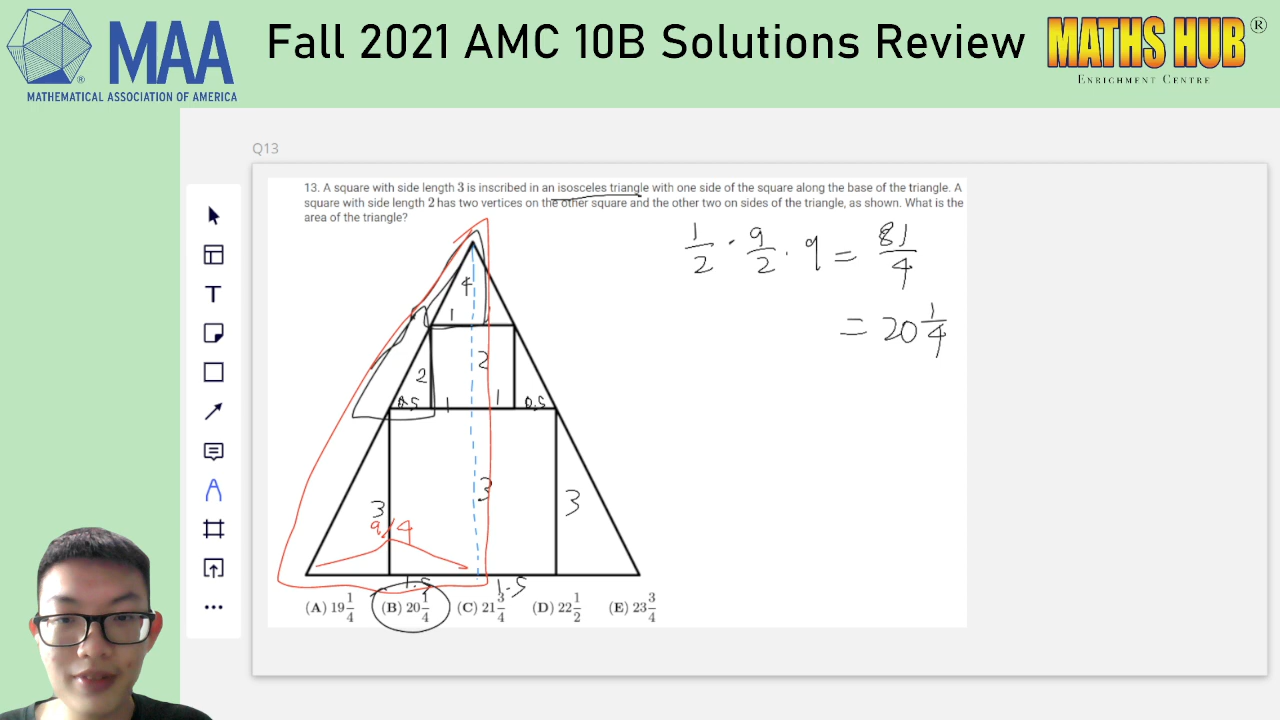 MAA
MATHEMATICAL ASSOCIATION OF AMERICA
Fall 2021 AMC 10B Solutions Review
MATHS HUB®
ENRICHMENT CENTRE
Q13
13. A square with side length 3 is inscribed in an isosceles triangle with one side of the square along the base of the triangle. A
square with side length 2 has two vertices on the other square and the other two on sides of the triangle, as shown. What is the
area of the triangle?
1/2 · 9/2 · 9 = 81/4
= 20 1/4
4
1
2
2
0.5 1 1 0.5
3
3
3
9/4
1.5 1.5
(A) 19 1/4 (B) 20 1/4 (C) 21 3/4 (D) 22 1/2 (E) 23 3/4
T